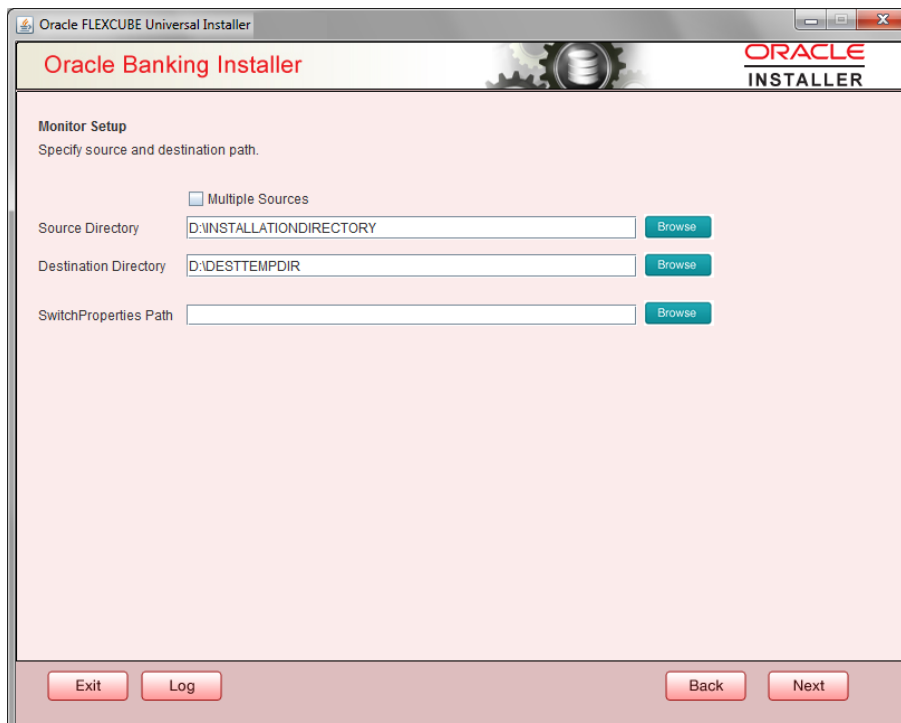 Oracle FLEXCUBE Universal Installer
Oracle Banking Installer
ORACLE
INSTALLER
Monitor Setup
Specify source and destination path.
Multiple Sources
Source Directory D:\INSTALLATIONDIRECTORY Browse
Destination Directory D:\DESTTEMPDIR Browse
SwitchProperties Path Browse
Exit Log Back Next